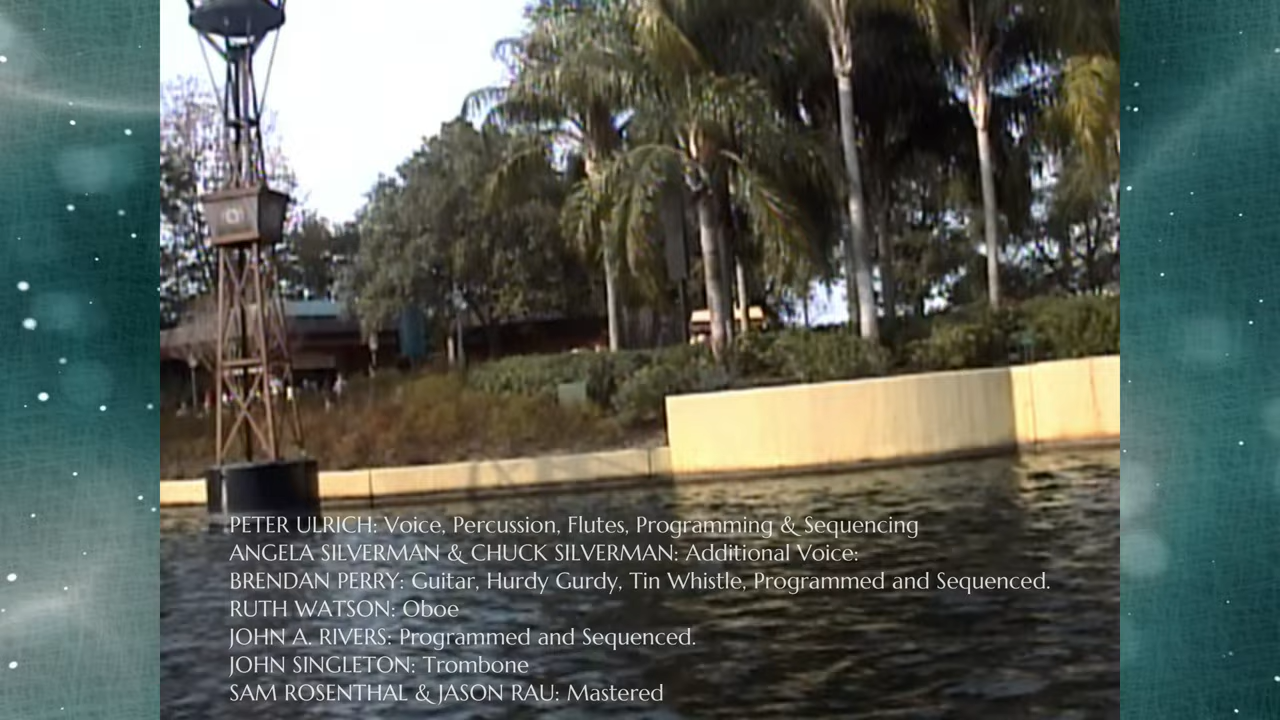 PETER ULRICH: Voice, Percussion, Flutes, Programming & Sequencing
ANGELA SILVERMAN & CHUCK SILVERMAN: Additional Voice:
BRENDAN PERRY: Guitar, Hurdy Gurdy, Tin Whistle, Programmed and Sequenced.
RUTH WATSON: Oboe
JOHN A. RIVERS: Programmed and Sequenced.
JOHN SINGLETON: Trombone
SAM ROSENTHAL & JASON RAU: Mastered